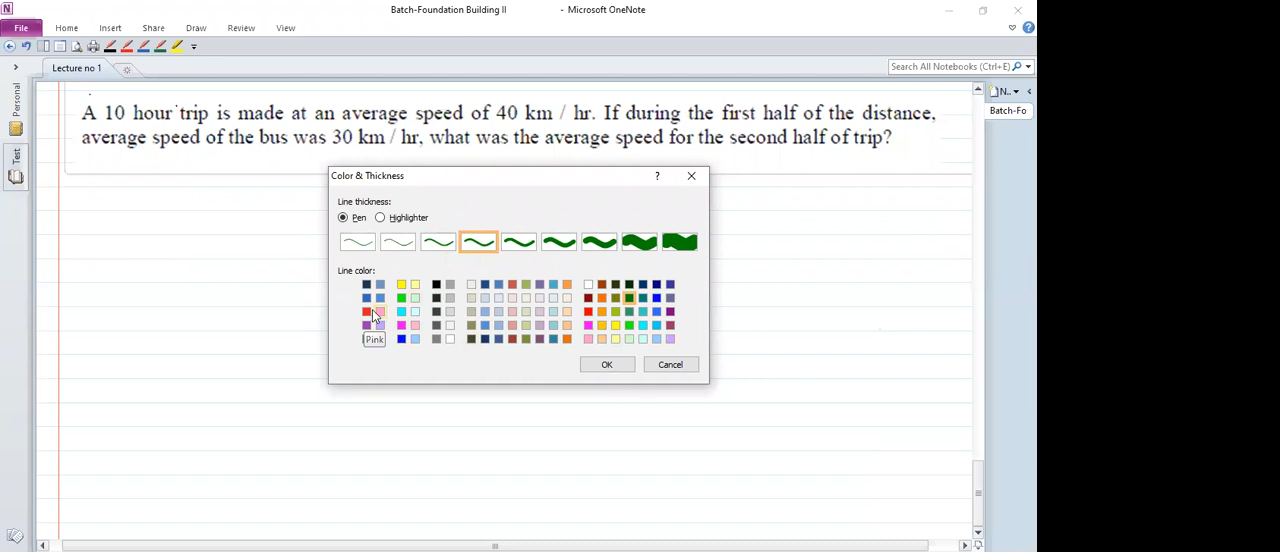 Batch-Foundation Building II - Microsoft OneNote
File Home Insert Share Draw Review View
Lecture no 1
Search All Notebooks (Ctrl+E)
Personal
Test
N..
Batch-Fo
A 10 hour trip is made at an average speed of 40 km / hr. If during the first half of the distance,
average speed of the bus was 30 km / hr, what was the average speed for the second half of trip?
Color & Thickness ?
Line thickness:
Pen Highlighter
Line color:
Pink
OK Cancel